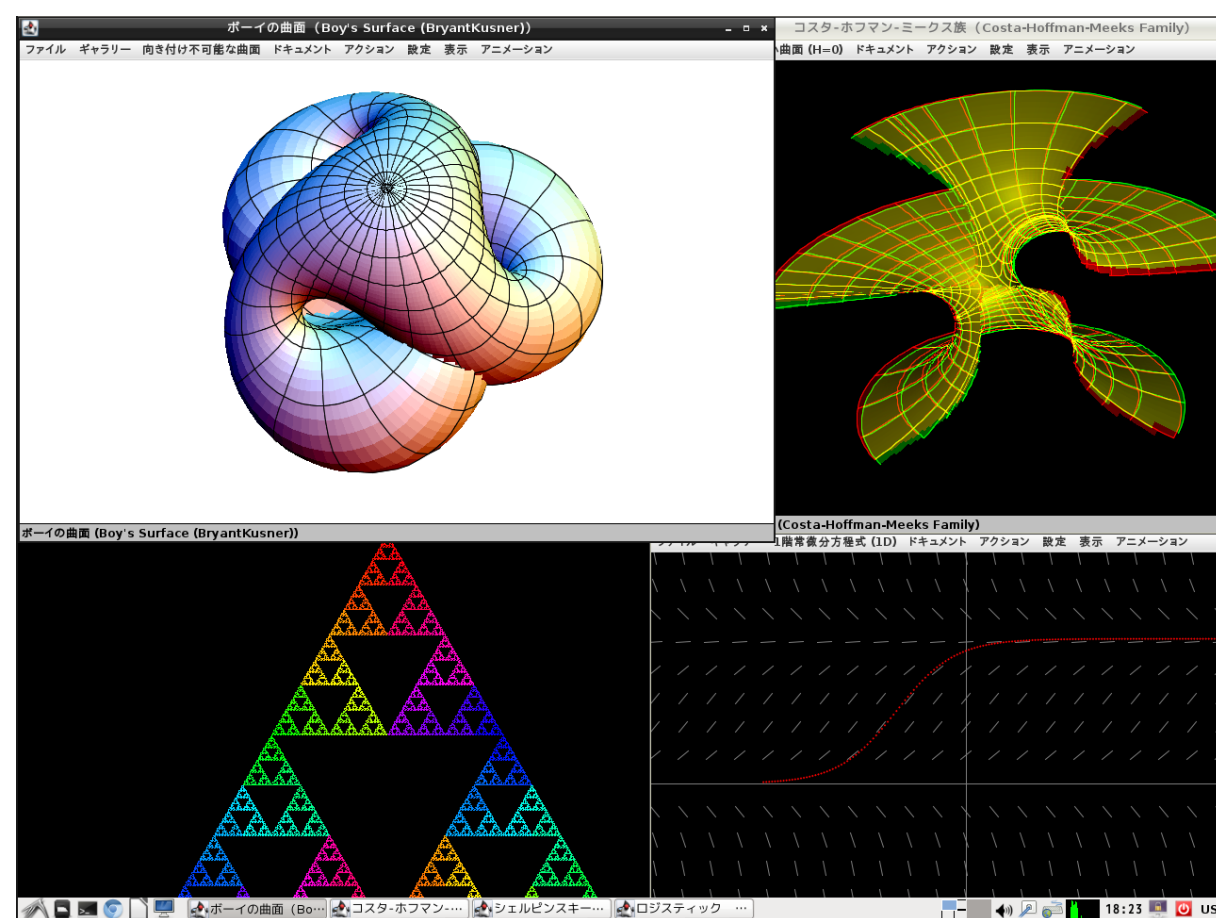 ボーイの曲面 (Boy's Surface (BryantKusner))
ファイル ギャラリー 向き付け不可能な曲面 ドキュメント アクション 設定 表示 アニメーション
コスタ-ホフマン-ミークス族 (Costa-Hoffman-Meeks Family)
曲面 (H=0) ドキュメント アクション 設定 表示 アニメーション
ボーイの曲面 (Boy's Surface (BryantKusner))
(Costa-Hoffman-Meeks Family)
1階常微分方程式 (1D) ドキュメント アクション 設定 表示 アニメーション
ボーイの曲面 (Bo… コスタ-ホフマン-… シェルピンスキー… ロジスティック … 18:23 US